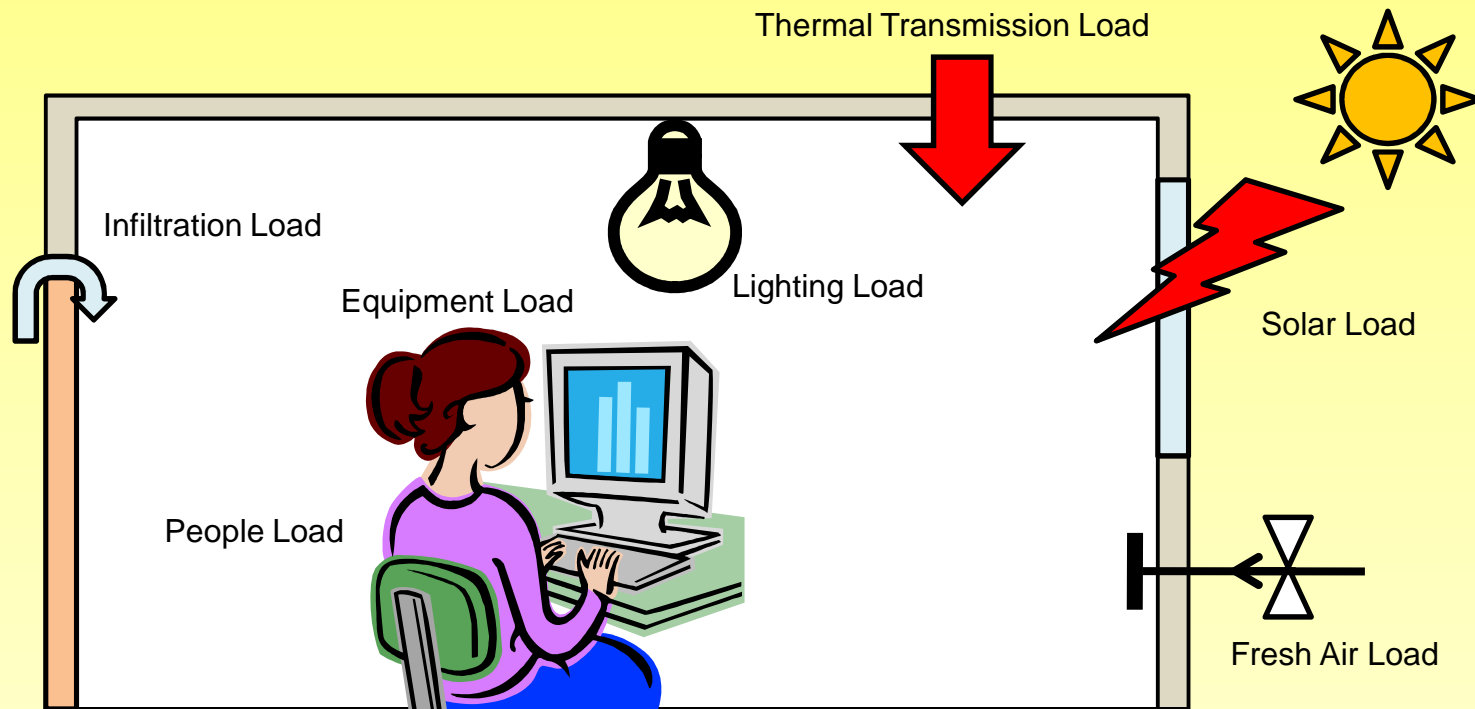 Thermal Transmission Load
Infiltration Load
Equipment Load
Lighting Load
Solar Load
People Load
Fresh Air Load